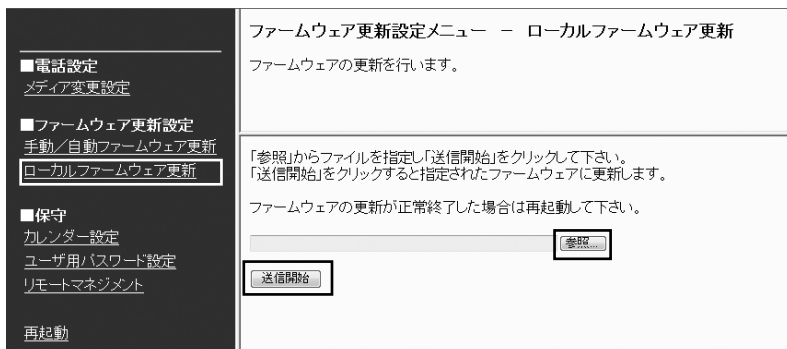 ■電話設定
メディア変更設定
■ファームウェア更新設定
手動／自動ファームウェア更新
ローカルファームウェア更新
■保守
カレンダー設定
ユーザ用パスワード設定
リモートマネジメント
再起動
ファームウェア更新設定メニュー － ローカルファームウェア更新
ファームウェアの更新を行います。
「参照」からファイルを指定し「送信開始」をクリックして下さい。
「送信開始」をクリックすると指定されたファームウェアに更新します。
ファームウェアの更新が正常終了した場合は再起動して下さい。
参照...
送信開始